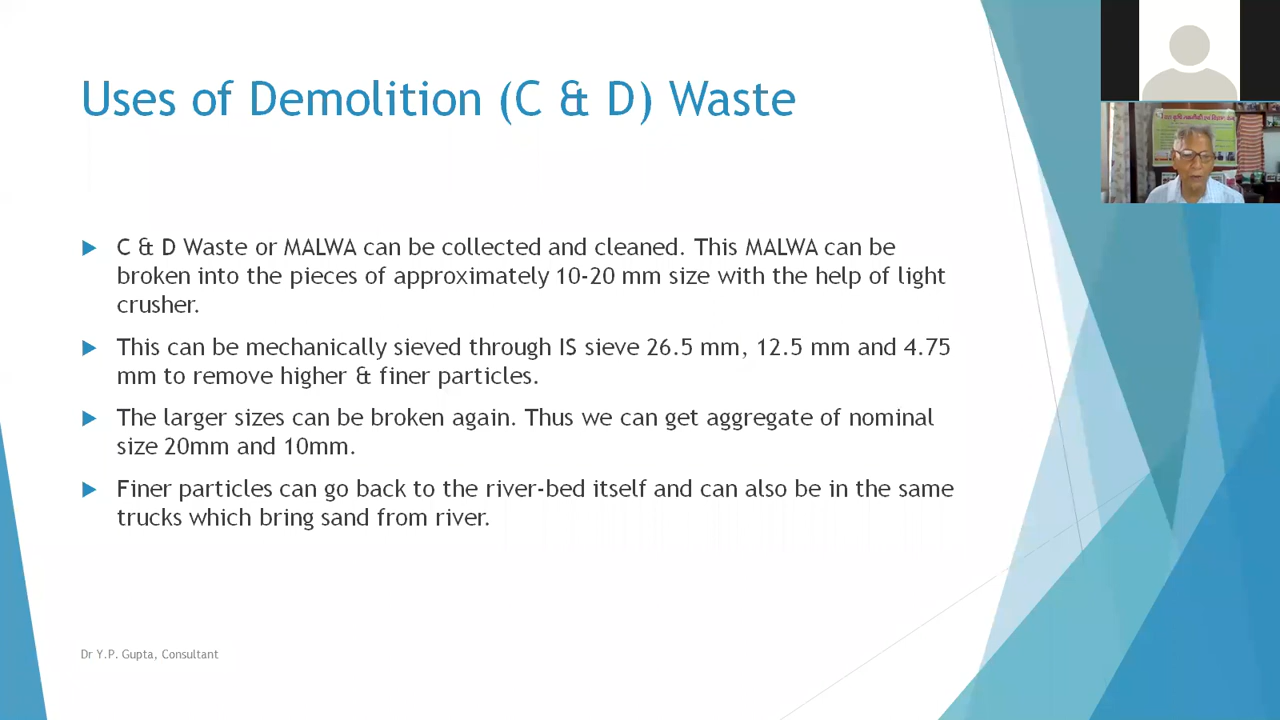 Uses of Demolition (C & D) Waste
C & D Waste or MALWA can be collected and cleaned. This MALWA can be
broken into the pieces of approximately 10-20 mm size with the help of light
crusher.
This can be mechanically sieved through IS sieve 26.5 mm, 12.5 mm and 4.75
mm to remove higher & finer particles.
The larger sizes can be broken again. Thus we can get aggregate of nominal
size 20mm and 10mm.
Finer particles can go back to the river-bed itself and can also be in the same
trucks which bring sand from river.
Dr Y.P. Gupta, Consultant